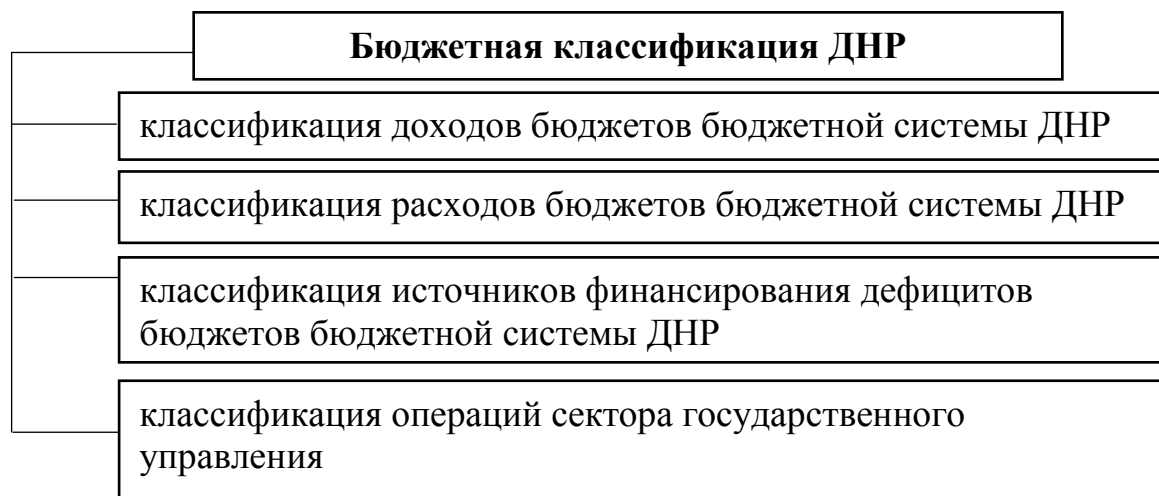 Бюджетная классификация ДНР
классификация доходов бюджетов бюджетной системы ДНР
классификация расходов бюджетов бюджетной системы ДНР
классификация источников финансирования дефицитов
бюджетов бюджетной системы ДНР
классификация операций сектора государственного
управления